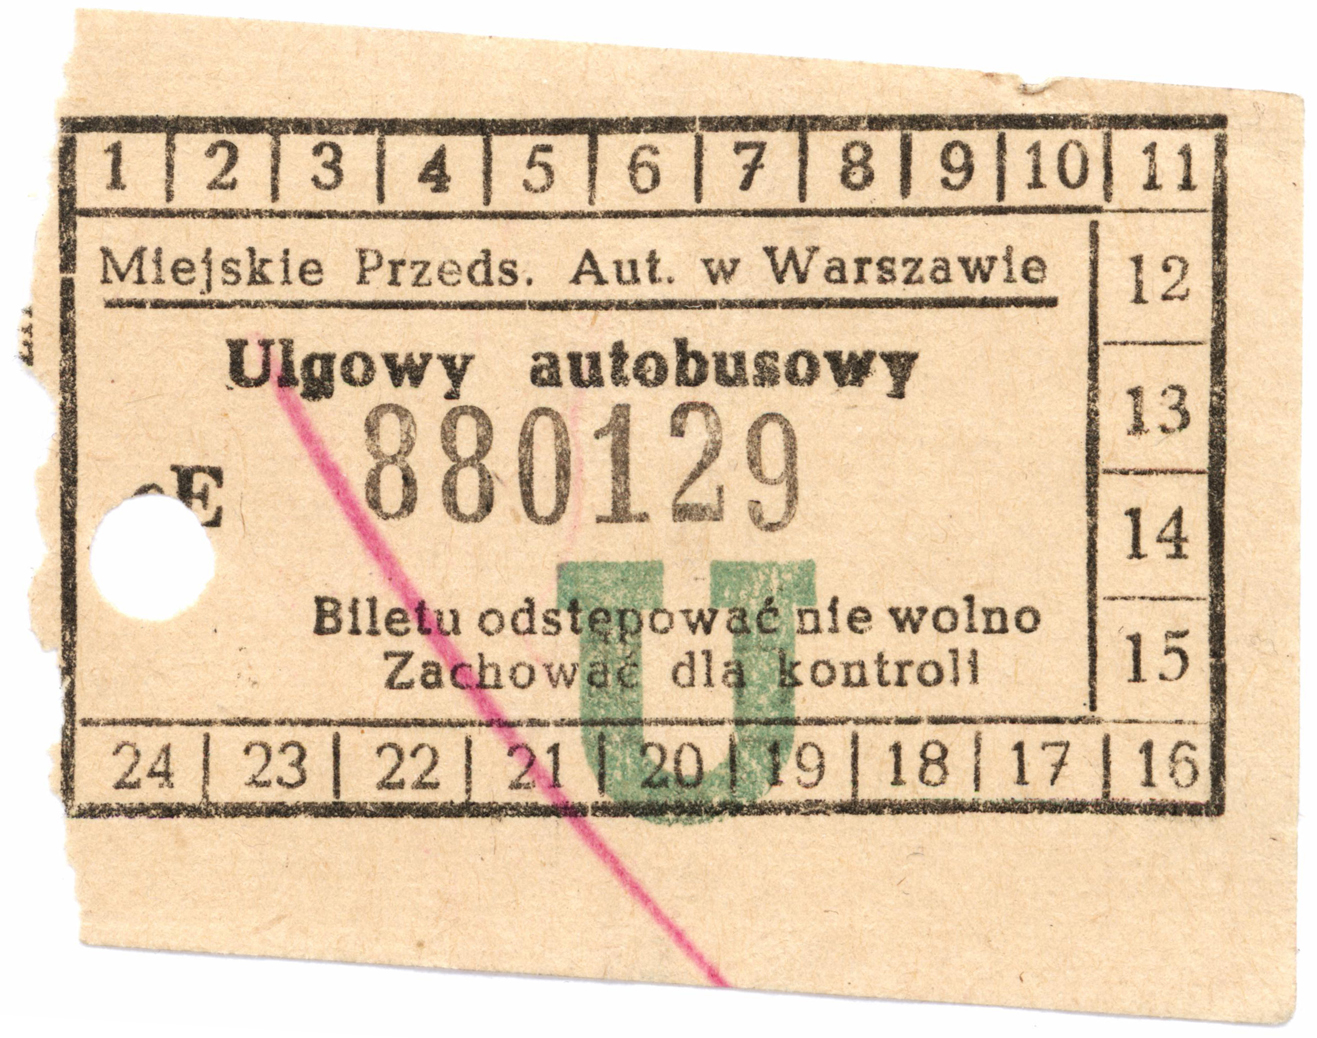 1 2 3 4 5 6 7 8 9 10 11
Miejskie Przeds. Aut. w Warszawie
12
Ulgowy autobusowy
13
880129
E
14
U
Biletu odstępować nie wolno
Zachować dla kontroli
15
24 23 22 21 20 19 18 17 16